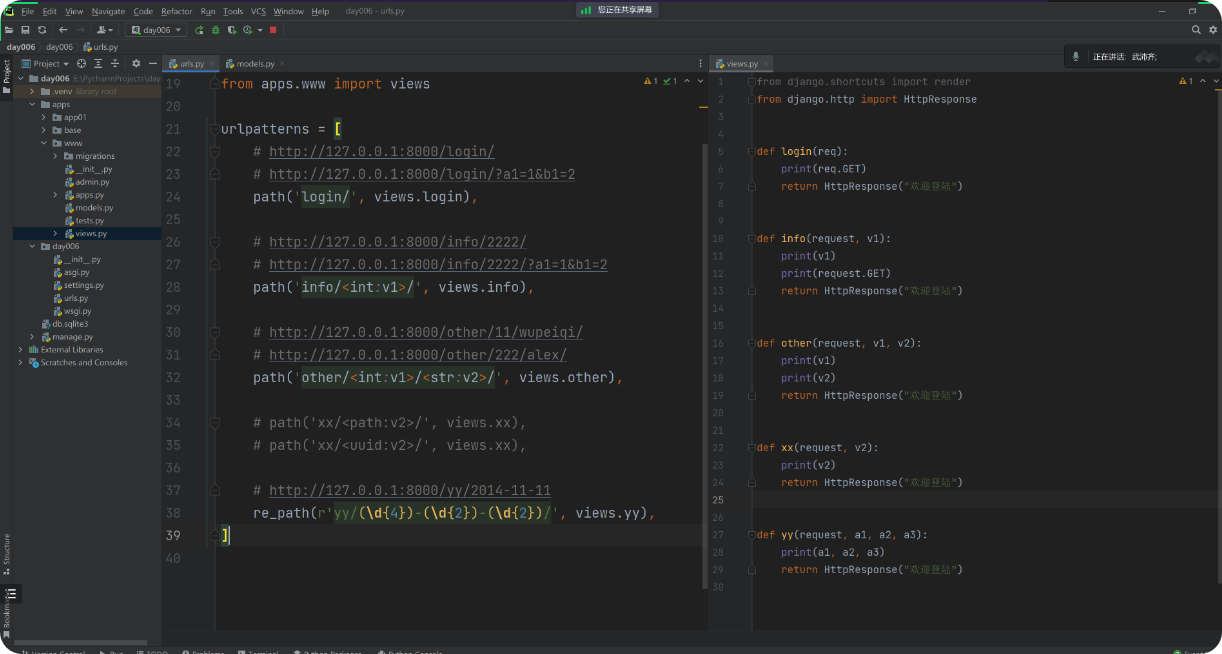 File Edit View Navigate Code Refactor Run Tools VCS Window Help day006 - urls.py
您正在共享屏幕
day006
day006 day006 urls.py
正在讲话: 武沛齐;
Project
Project
urls.py
models.py
views.py
day006 E:\PycharmProjects\day
.venv library root
apps
app01
base
www
migrations
__init__.py
admin.py
apps.py
models.py
tests.py
views.py
day006
__init__.py
asgi.py
settings.py
urls.py
wsgi.py
db.sqlite3
manage.py
External Libraries
Scratches and Consoles
Structure
Bookmarks
1 1
19 from apps.www import views
20
21 urlpatterns = [
22 # http://127.0.0.1:8000/login/
23 # http://127.0.0.1:8000/login/?a1=1&b1=2
24 path('login/', views.login),
25
26 # http://127.0.0.1:8000/info/2222/
27 # http://127.0.0.1:8000/info/2222/?a1=1&b1=2
28 path('info/<int:v1>/', views.info),
29
30 # http://127.0.0.1:8000/other/11/wupeiqi/
31 # http://127.0.0.1:8000/other/222/alex/
32 path('other/<int:v1>/<str:v2>/', views.other),
33
34 # path('xx/<path:v2>/', views.xx),
35 # path('xx/<uuid:v2>/', views.xx),
36
37 # http://127.0.0.1:8000/yy/2014-11-11
38 re_path(r'yy/(\d{4})-(\d{2})-(\d{2})/', views.yy),
39 ]
40
1
1 from django.shortcuts import render
2 from django.http import HttpResponse
3
4
5 def login(req):
6 print(req.GET)
7 return HttpResponse("欢迎登陆")
8
9
10 def info(request, v1):
11 print(v1)
12 print(request.GET)
13 return HttpResponse("欢迎登陆")
14
15
16 def other(request, v1, v2):
17 print(v1)
18 print(v2)
19 return HttpResponse("欢迎登陆")
20
21
22 def xx(request, v2):
23 print(v2)
24 return HttpResponse("欢迎登陆")
25
26
27 def yy(request, a1, a2, a3):
28 print(a1, a2, a3)
29 return HttpResponse("欢迎登陆")
30
Version Control Run TODO Problems Terminal Python Packages Python Console